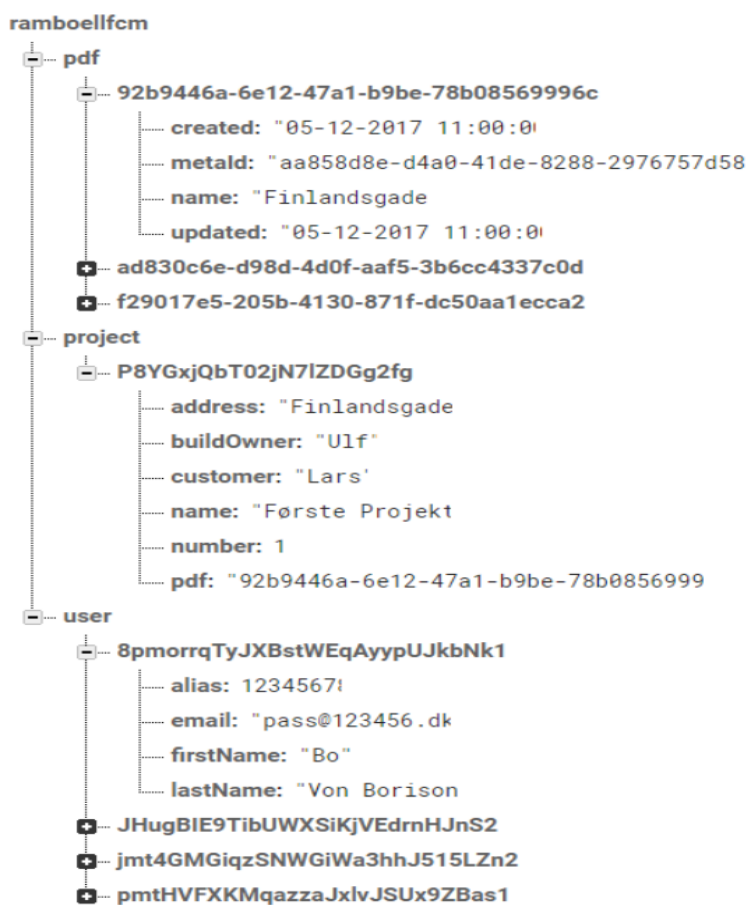 ramboellfcm
pdf
92b9446a-6e12-47a1-b9be-78b08569996c
created: "05-12-2017 11:00:0
metaId: "aa858d8e-d4a0-41de-8288-2976757d58
name: "Finlandsgade
updated: "05-12-2017 11:00:0
ad830c6e-d98d-4d0f-aaf5-3b6cc4337c0d
f29017e5-205b-4130-871f-dc50aa1ecca2
project
P8YGxjQbT02jN7lZDGg2fg
address: "Finlandsgade
buildOwner: "Ulf"
customer: "Lars'
name: "Første Projekt
number: 1
pdf: "92b9446a-6e12-47a1-b9be-78b0856999
user
8pmorrqTyJXBstWEqAyypUJkbNk1
alias: 12345678
email: "pass@123456.dk
firstName: "Bo"
lastName: "Von Borison
JHugBIE9TibUWXSiKjVEdrnHJnS2
jmt4GMGiqzSNWGiWa3hhJ515LZn2
pmtHVFXKMqazzaJxlvJSUx9ZBas1